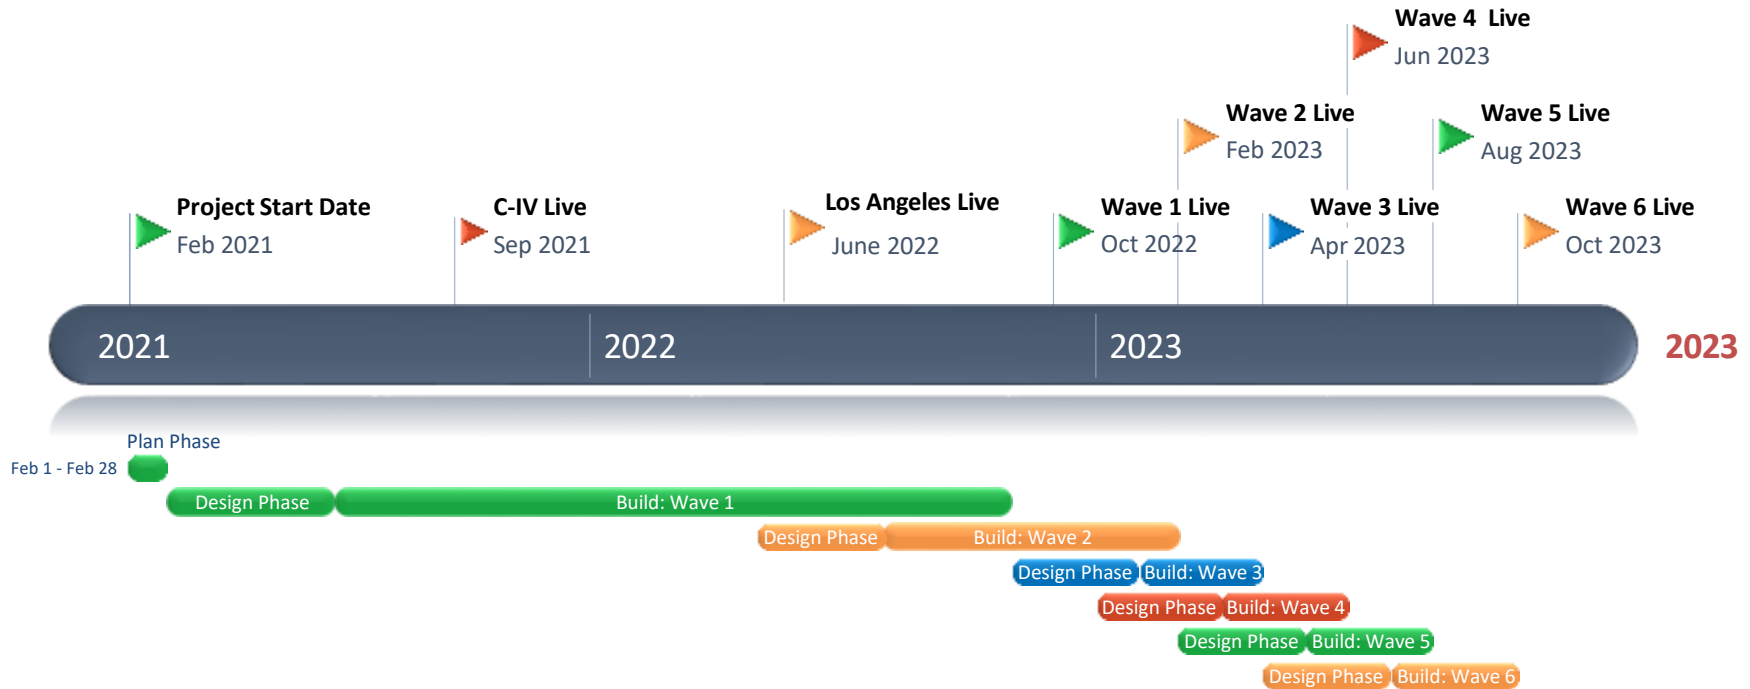 Wave 4  Live
Jun 2023
Wave 2 Live
Feb 2023
Wave 5 Live
Aug 2023
Project Start Date
Feb 2021
C-IV Live
Sep 2021
Los Angeles Live
June 2022
Wave 1 Live
Oct 2022
Wave 3 Live
Apr 2023
Wave 6 Live
Oct 2023
2021
2022
2023
2023
Plan Phase
Feb 1 - Feb 28
Design Phase
Build: Wave 1
Design Phase
Build: Wave 2
Design Phase
Build: Wave 3
Design Phase
Build: Wave 4
Design Phase
Build: Wave 5
Design Phase
Build: Wave 6